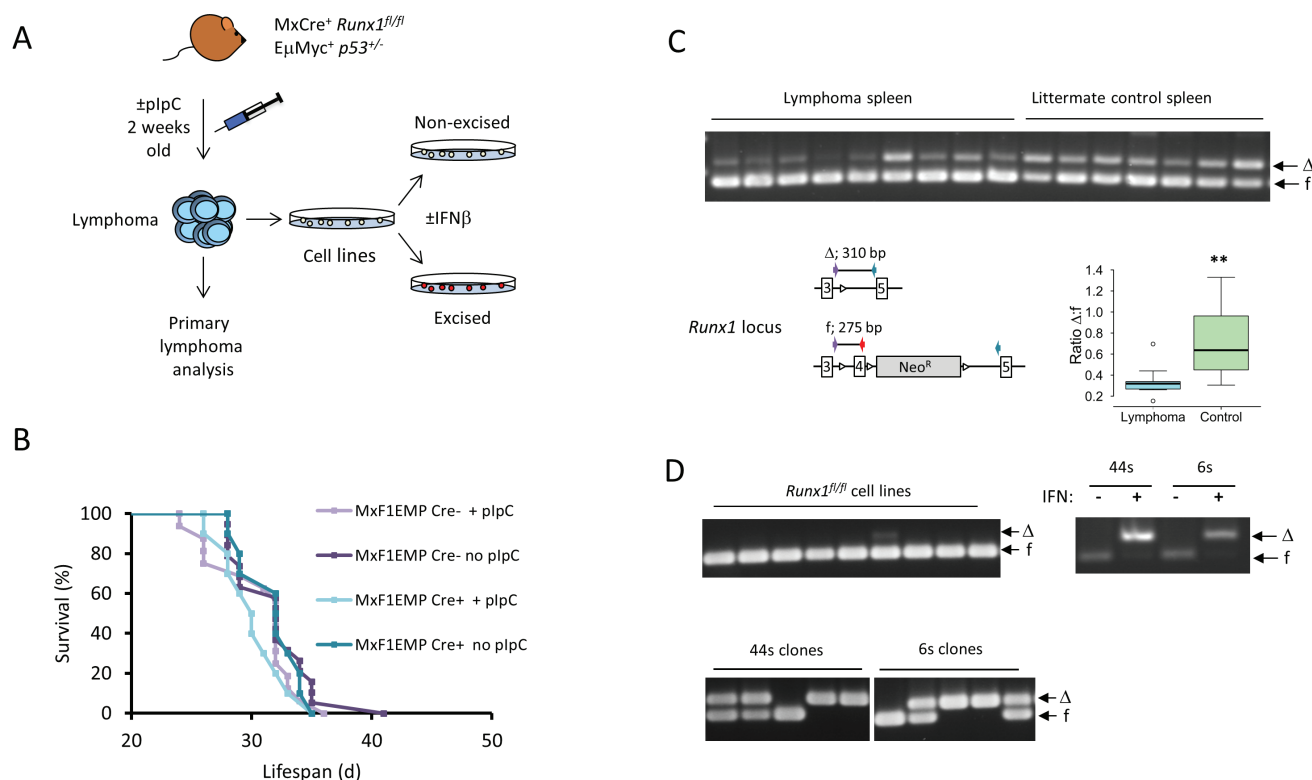 A
MxCre+ Runx1fl/fl
EµMyc+ p53+/-
±pIpC
2 weeks
old
Lymphoma
Cell lines
±IFNβ
Non-excised
Excised
Primary
lymphoma
analysis
B
Survival (%)
100
80
60
40
20
0
20
30
40
50
Lifespan (d)
MxF1EMP Cre- + pIpC
MxF1EMP Cre- no pIpC
MxF1EMP Cre+ + pIpC
MxF1EMP Cre+ no pIpC
C
Lymphoma spleen
Littermate control spleen
Δ
f
Δ; 310 bp
3
5
Runx1 locus
f; 275 bp
3
4
NeoR
5
**
Ratio Δ:f
1.4
1.2
1.0
0.8
0.6
0.4
0.2
Lymphoma
Control
D
Runx1fl/fl cell lines
Δ
f
44s
6s
IFN:
-
+
-
+
Δ
f
44s clones
6s clones
Δ
f